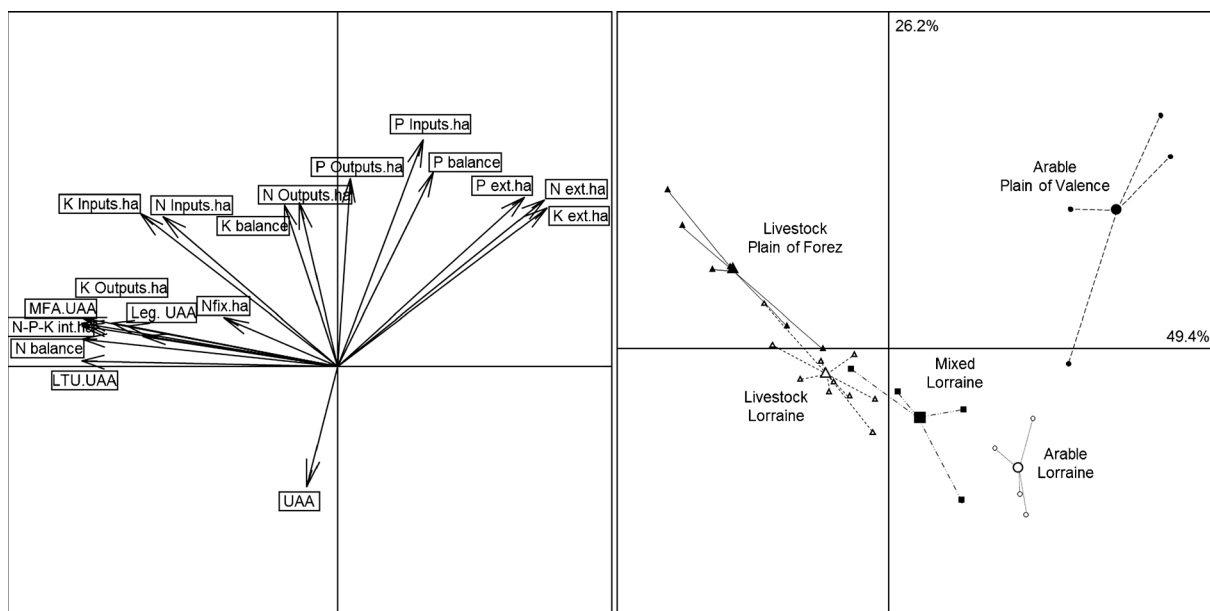 P Inputs.ha
P Outputs.ha
P balance
P ext.ha
N ext.ha
K ext.ha
K Inputs.ha
N Inputs.ha
N Outputs.ha
K balance
K Outputs.ha
MFA.UAA
Leg. UAA
Nfix.ha
N-P-K int.ha
N balance
LTU.UAA
UAA
26.2%
49.4%
Arable
Plain of Valence
Livestock
Plain of Forez
Mixed
Lorraine
Livestock
Lorraine
Arable
Lorraine